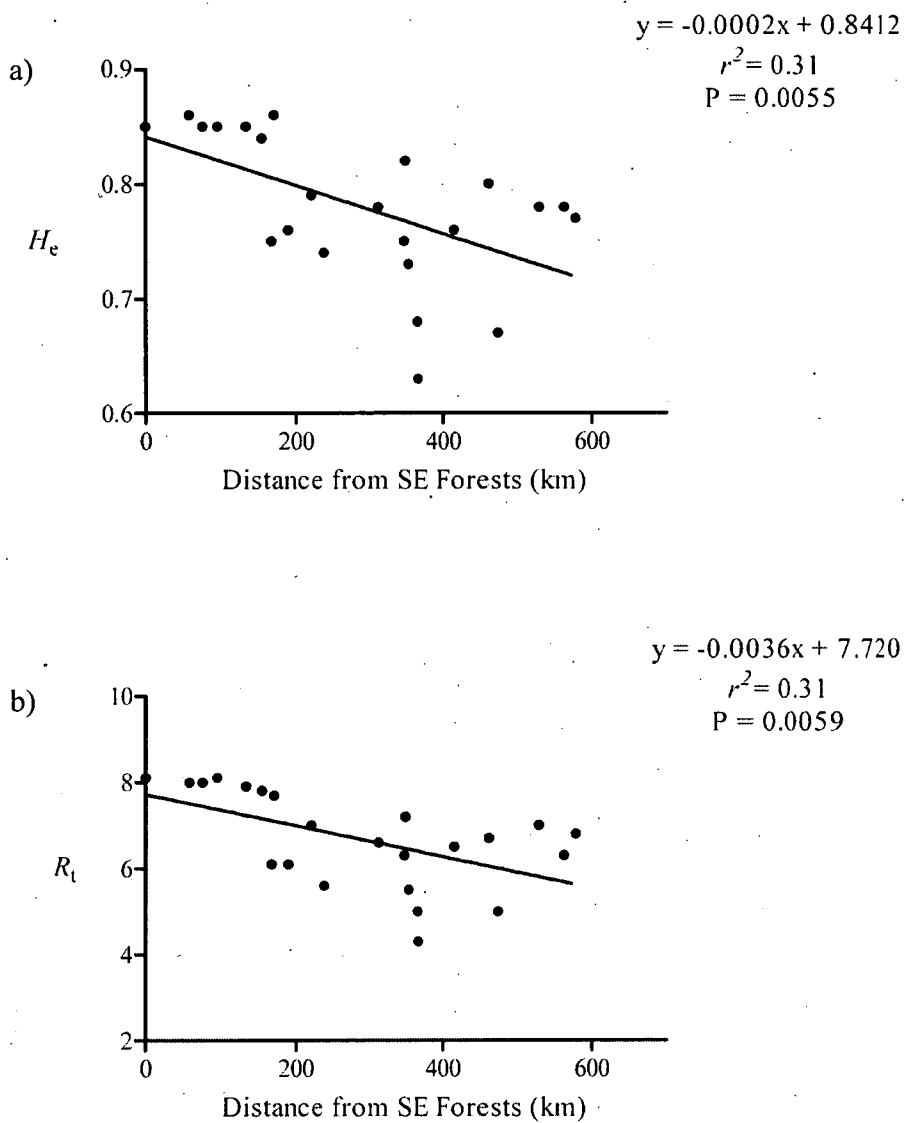 y = -0.0002x + 0.8412
r² = 0.31
P = 0.0055
a)
0.9
0.8
Hₑ
0.7
0.6
0 200 400 600
Distance from SE Forests (km)
y = -0.0036x + 7.720
r² = 0.31
P = 0.0059
b)
10
8
6
Rₜ
4
2
0 200 400 600
Distance from SE Forests (km)